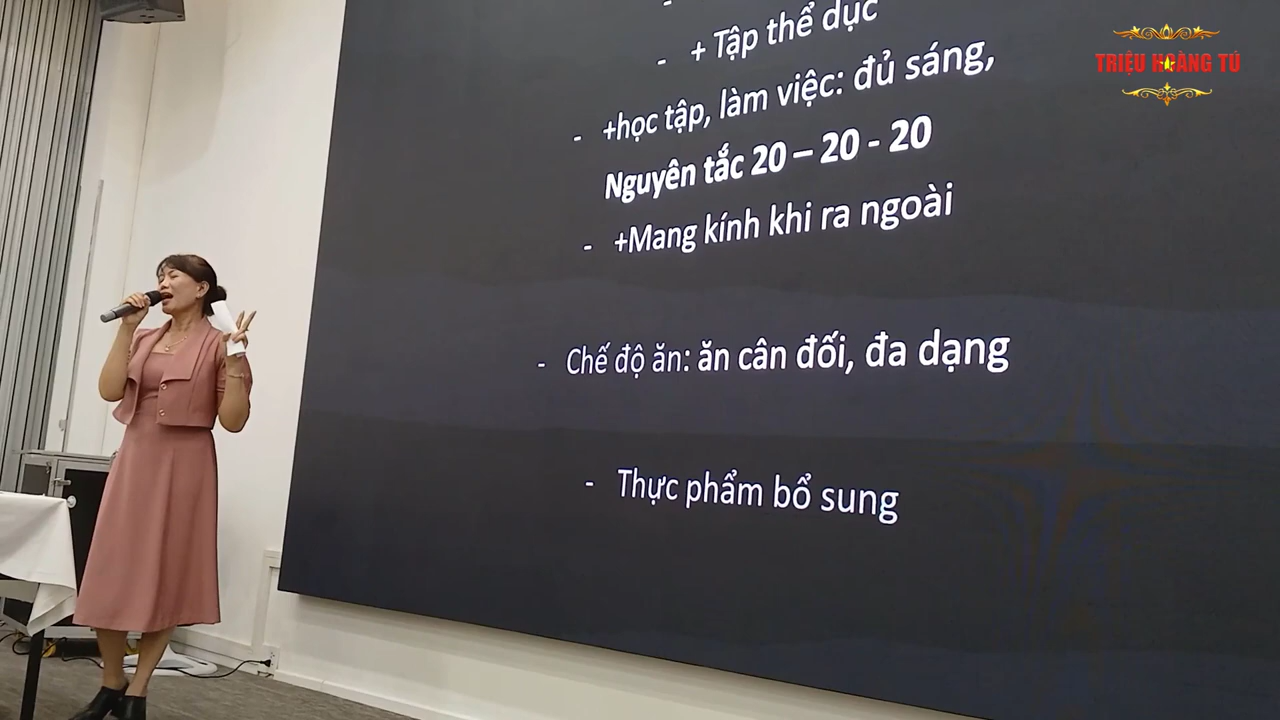 TRIỆU HOÀNG TÚ
- + Tập thể dục
- +học tập, làm việc: đủ sáng,
Nguyên tắc 20 – 20 - 20
- +Mang kính khi ra ngoài
- Chế độ ăn: ăn cân đối, đa dạng
- Thực phẩm bổ sung